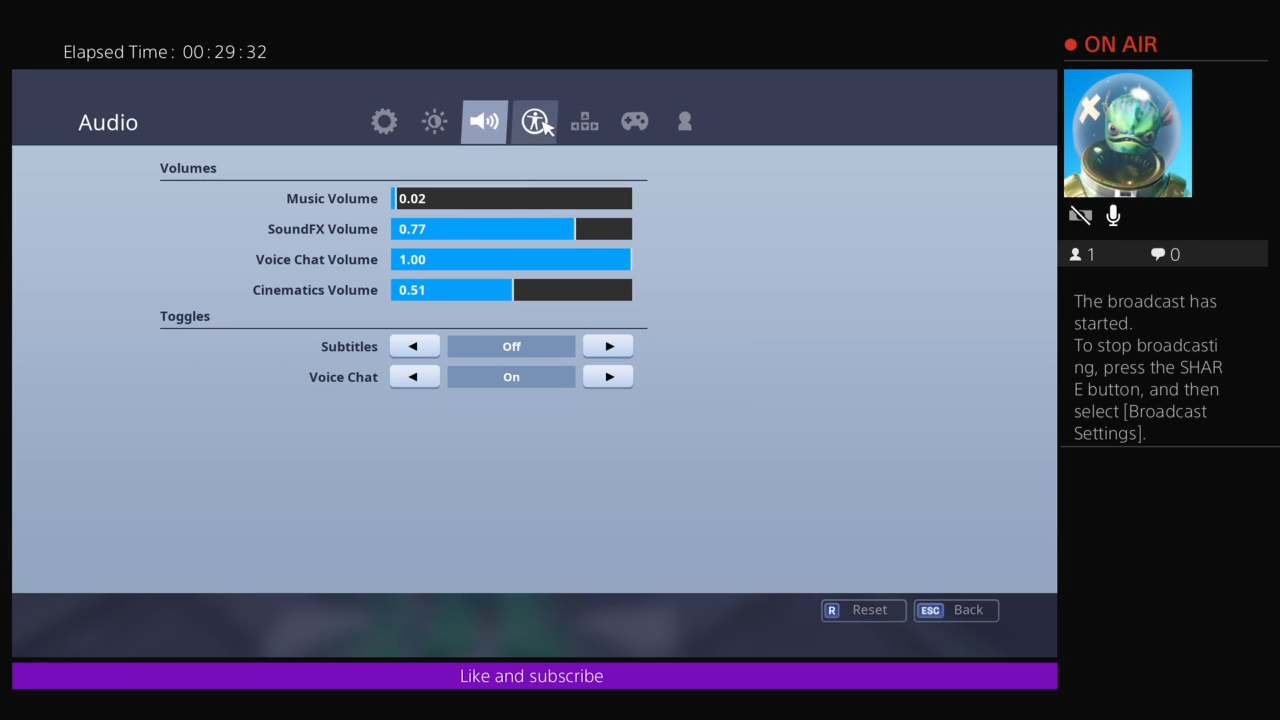 Elapsed Time: 00:29:32
ON AIR
Audio
Volumes
Music Volume 0.02
SoundFX Volume 0.77
Voice Chat Volume 1.00
Cinematics Volume 0.51
Toggles
Subtitles Off
Voice Chat On
R Reset ESC Back
Like and subscribe
1 0
The broadcast has
started.
To stop broadcasti
ng, press the SHAR
E button, and then
select [Broadcast
Settings].